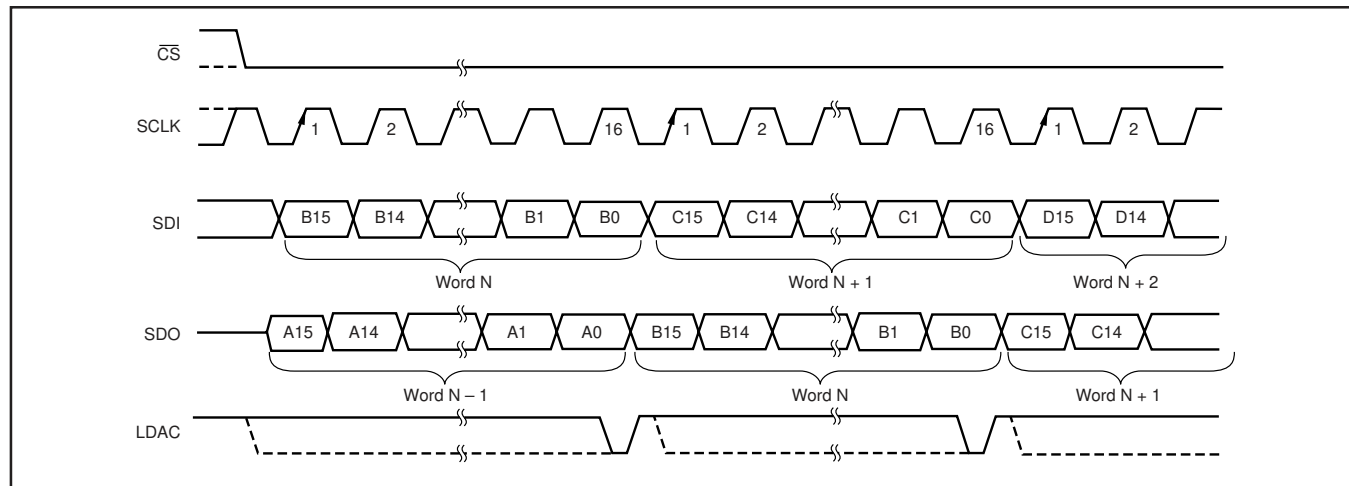 CS
SCLK 1 2 16 1 2 16 1 2
SDI B15 B14 B1 B0 C15 C14 C1 C0 D15 D14
Word N Word N + 1 Word N + 2
SDO A15 A14 A1 A0 B15 B14 B1 B0 C15 C14
Word N – 1 Word N Word N + 1
LDAC